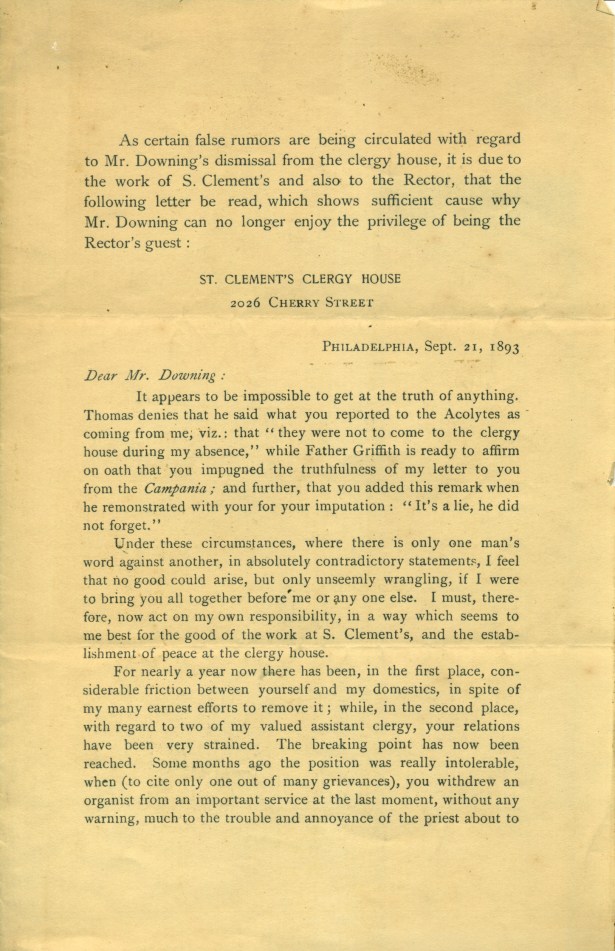 As certain false rumors are being circulated with regard
to Mr. Downing's dismissal from the clergy house, it is due to
the work of S. Clement's and also to the Rector, that the
following letter be read, which shows sufficient cause why
Mr. Downing can no longer enjoy the privilege of being the
Rector's guest :
ST. CLEMENT'S CLERGY HOUSE
2026 CHERRY STREET
PHILADELPHIA, Sept. 21, 1893
Dear Mr. Downing :
It appears to be impossible to get at the truth of anything.
Thomas denies that he said what you reported to the Acolytes as
coming from me, viz.: that "they were not to come to the clergy
house during my absence," while Father Griffith is ready to affirm
on oath that you impugned the truthfulness of my letter to you
from the Campania ; and further, that you added this remark when
he remonstrated with your for your imputation : "It's a lie, he did
not forget."
Under these circumstances, where there is only one man's
word against another, in absolutely contradictory statements, I feel
that no good could arise, but only unseemly wrangling, if I were
to bring you all together before me or any one else. I must, there-
fore, now act on my own responsibility, in a way which seems to
me best for the good of the work at S. Clement's, and the estab-
lishment of peace at the clergy house.
For nearly a year now there has been, in the first place, con-
siderable friction between yourself and my domestics, in spite of
my many earnest efforts to remove it ; while, in the second place,
with regard to two of my valued assistant clergy, your relations
have been very strained. The breaking point has now been
reached. Some months ago the position was really intolerable,
when (to cite only one out of many grievances), you withdrew an
organist from an important service at the last moment, without any
warning, much to the trouble and annoyance of the priest about to